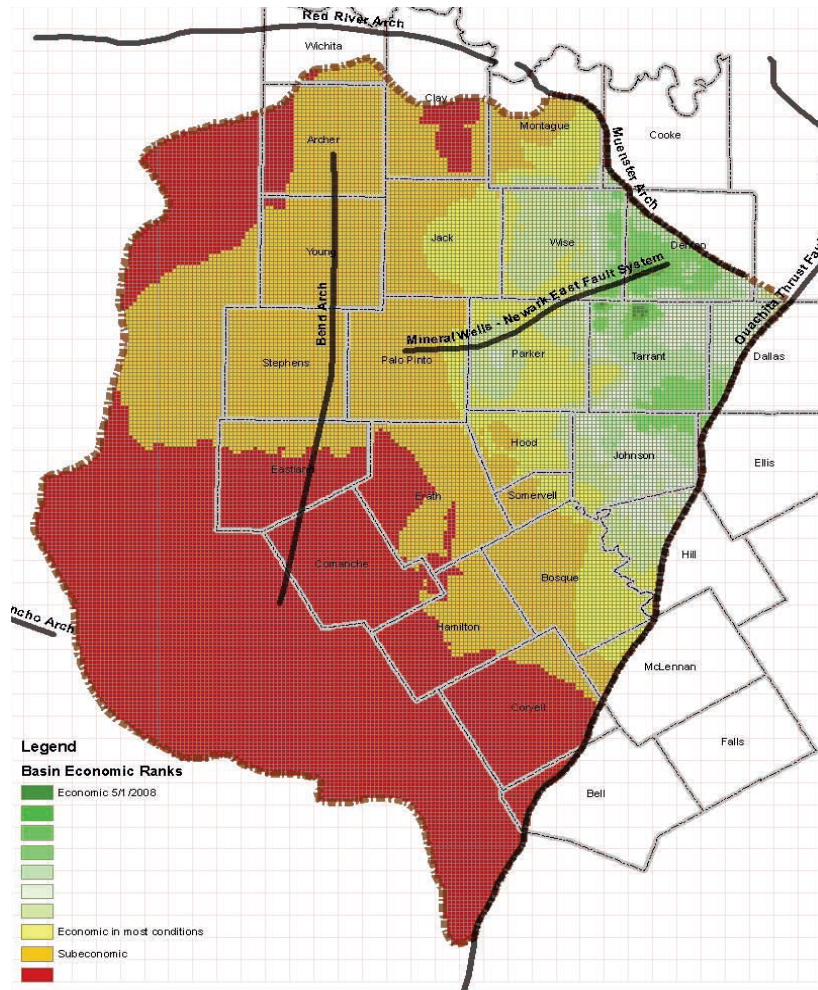 Red River Arch
Wichita
Clay
Montague
Cooke
Archer
Muenster Arch
Jack
Wise
Denton
Young
Bend Arch
Mineral Wells - Newark East Fault System
Ouachita Thrust Fault
Stephens
Palo Pinto
Parker
Tarrant
Dallas
Hood
Johnson
Ellis
Eastland
Erath
Somervell
Comanche
Bosque
Hill
ncho Arch
Hamilton
McLennan
Coryell
Falls
Bell
Legend
Basin Economic Ranks
Economic 5/1/2008
Economic in most conditions
Subeconomic